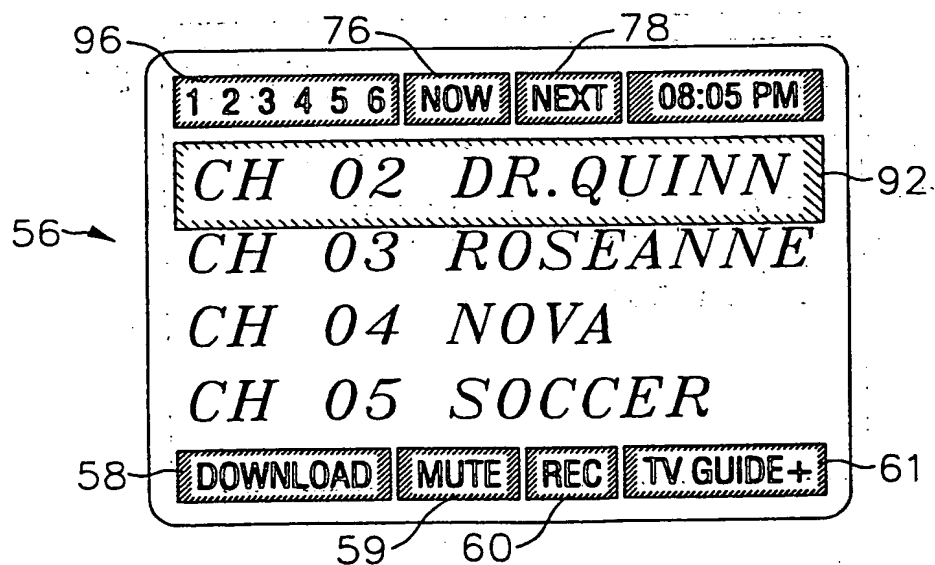 96 76 78
1 2 3 4 5 6 NOW NEXT 08:05 PM
CH 02 DR.QUINN 92
56
CH 03 ROSEANNE
CH 04 NOVA
CH 05 SOCCER
58 DOWNLOAD MUTE REC TV GUIDE+ 61
59 60